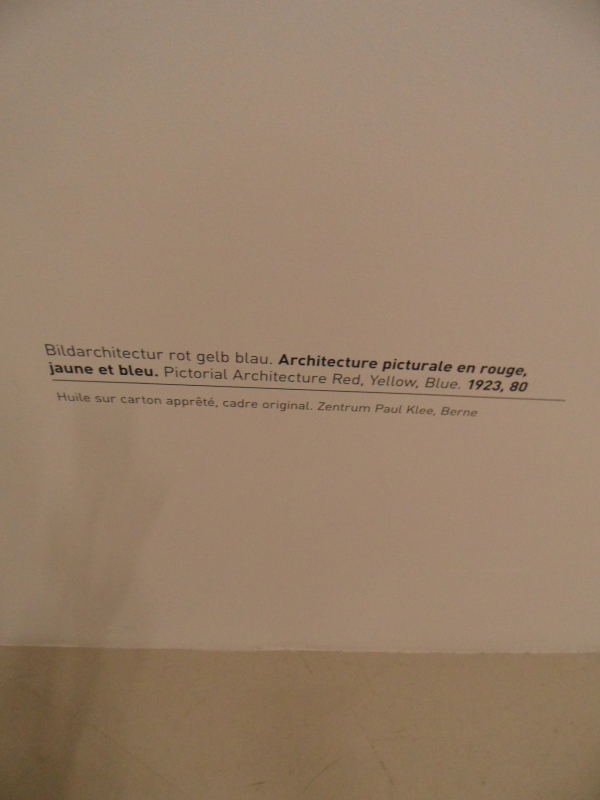 Bildarchitectur rot gelb blau. Architecture picturale en rouge,
jaune et bleu. Pictorial Architecture Red, Yellow, Blue. 1923, 80
Huile sur carton apprêté, cadre original. Zentrum Paul Klee, Berne